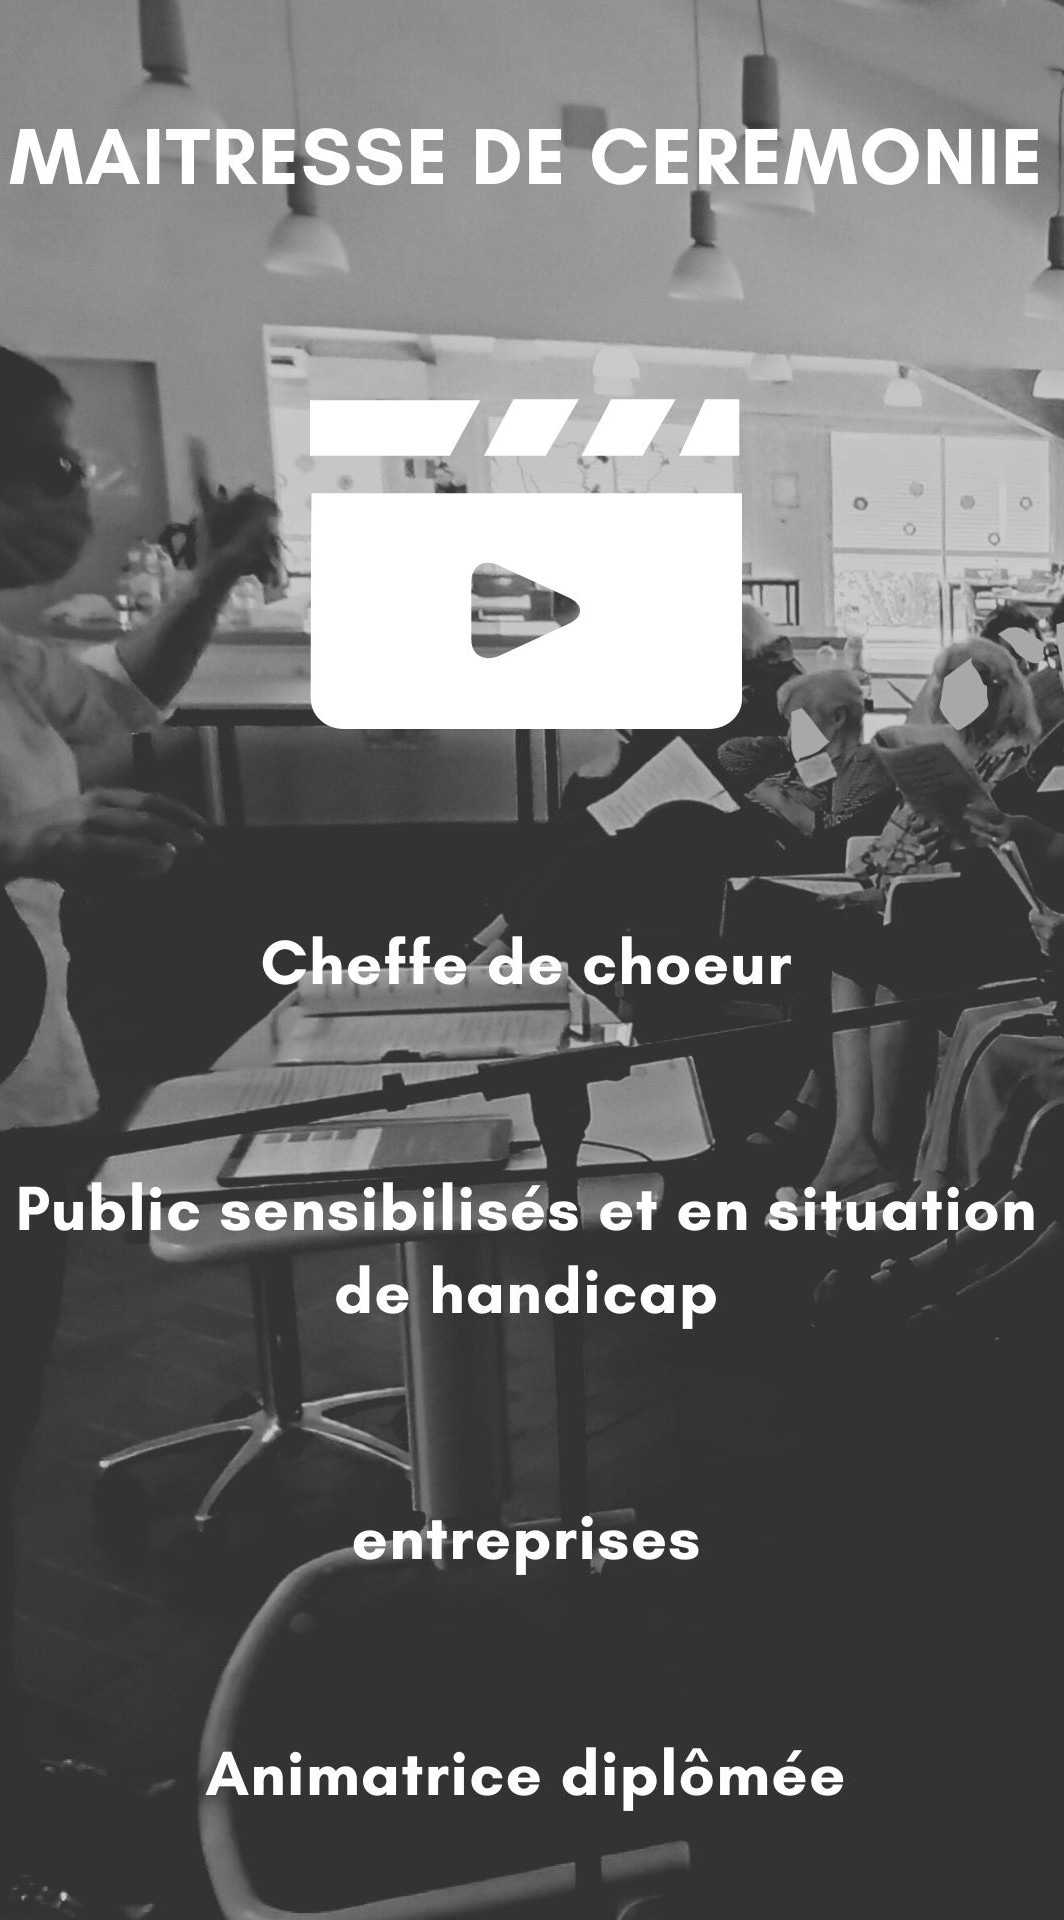 MAITRESSE DE CEREMONIE
Cheffe de choeur
Public sensibilisés et en situation
de handicap
entreprises
Animatrice diplômée